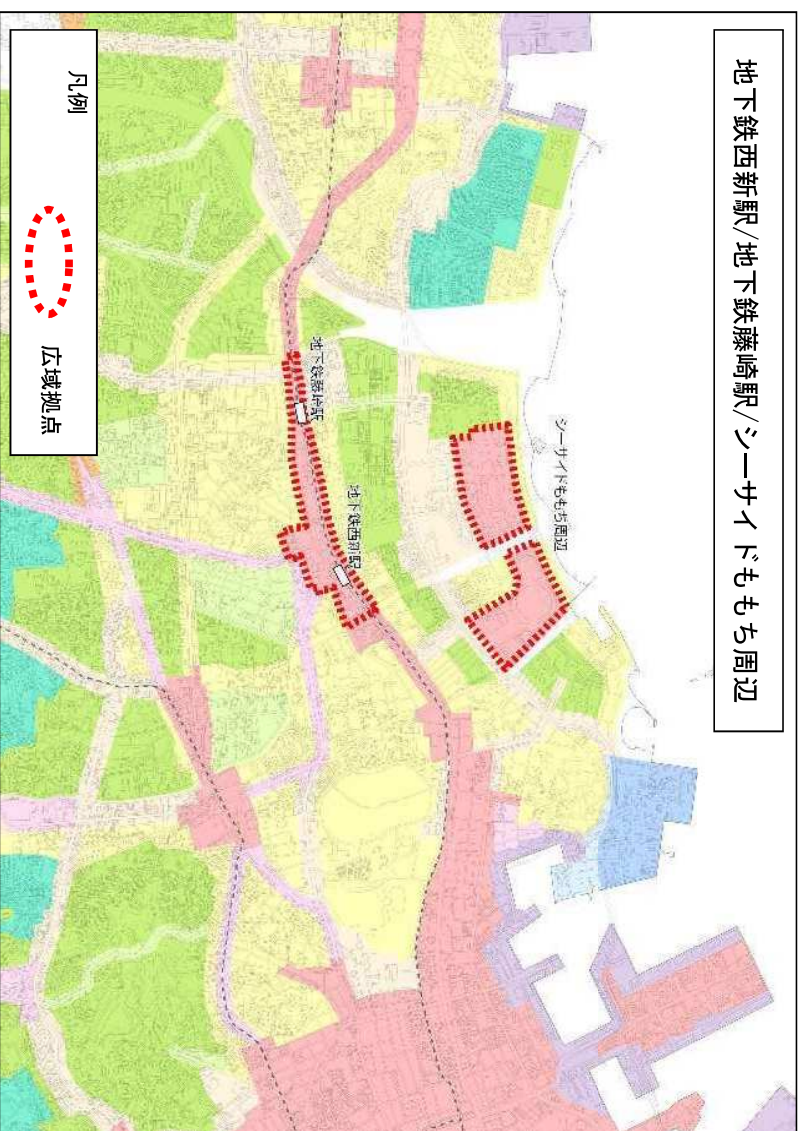 地下鉄西新駅/地下鉄藤崎駅/シーサイドももち周辺
シーサイドももち周辺
地下鉄藤崎駅
地下鉄西新駅
凡例
広域拠点